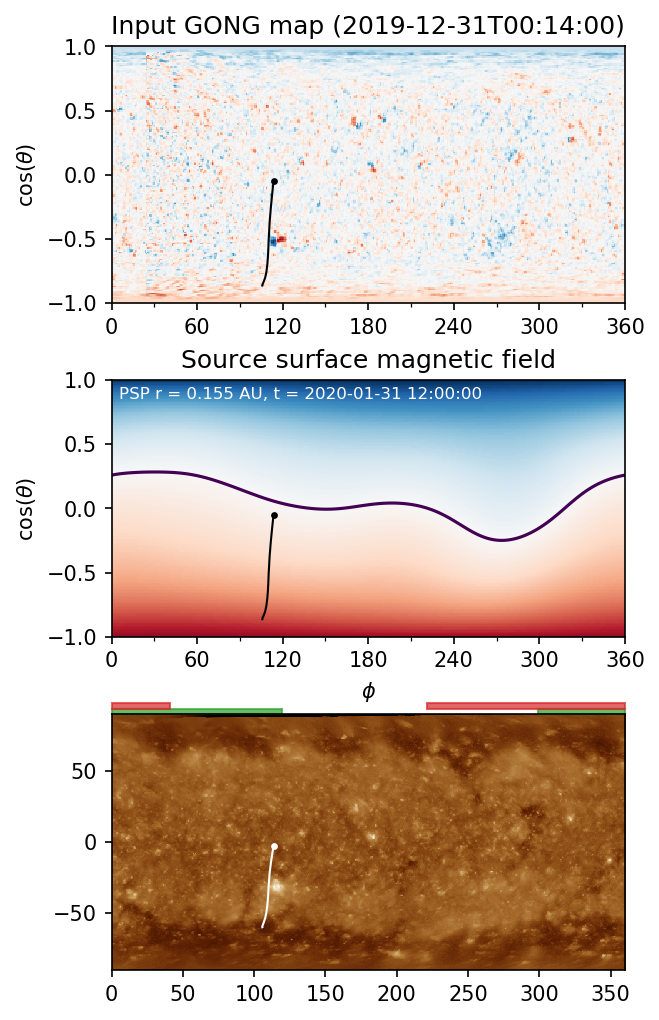 Input GONG map (2019-12-31T00:14:00)
1.0
0.5
0.0
−0.5
−1.0
cos(θ)
0 60 120 180 240 300 360
Source surface magnetic field
PSP r = 0.155 AU, t = 2020-01-31 12:00:00
1.0
0.5
0.0
−0.5
−1.0
cos(θ)
0 60 120 180 240 300 360
ϕ
50
0
−50
0 50 100 150 200 250 300 350